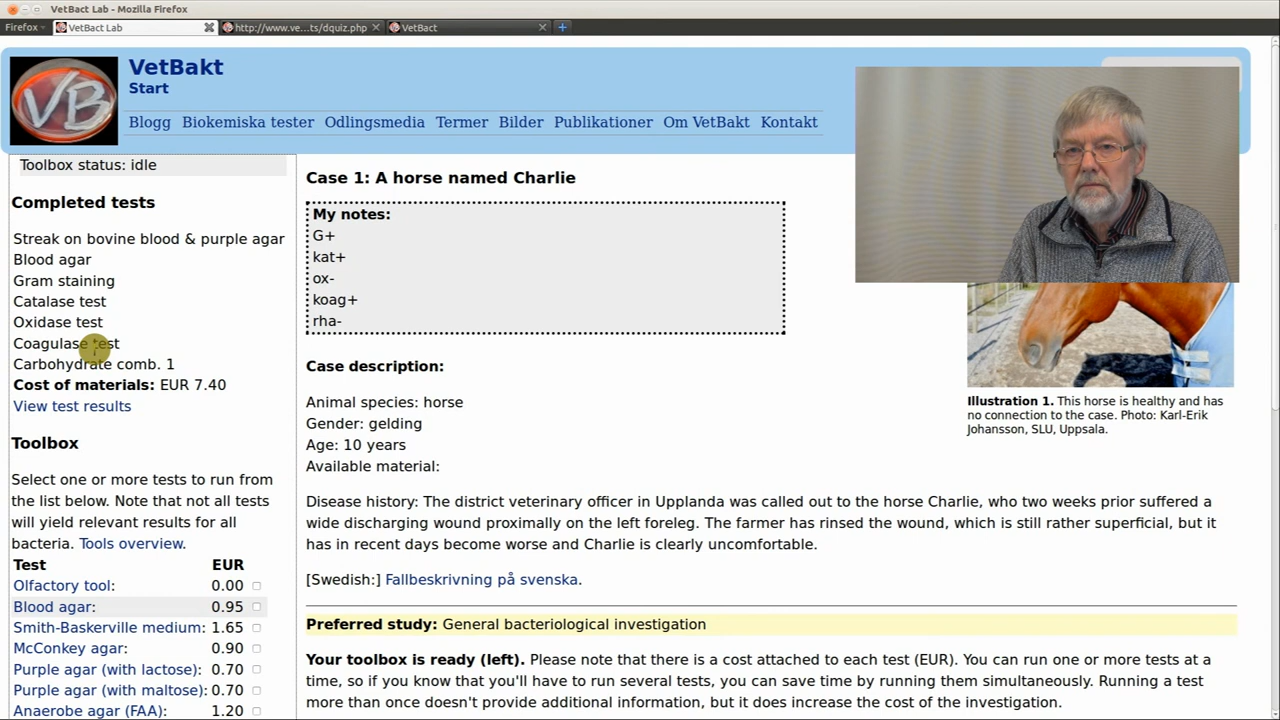 VetBact Lab - Mozilla Firefox
Firefox VetBact Lab http://www.ve...ts/dquiz.php VetBact
VB
VetBakt
Start
Blogg Biokemiska tester Odlingsmedia Termer Bilder Publikationer Om VetBakt Kontakt
Toolbox status: idle
Completed tests
Streak on bovine blood & purple agar
Blood agar
Gram staining
Catalase test
Oxidase test
Coagulase test
Carbohydrate comb. 1
Cost of materials: EUR 7.40
View test results
Toolbox
Select one or more tests to run from
the list below. Note that not all tests
will yield relevant results for all
bacteria. Tools overview.
Test EUR
Olfactory tool: 0.00
Blood agar: 0.95
Smith-Baskerville medium: 1.65
McConkey agar: 0.90
Purple agar (with lactose): 0.70
Purple agar (with maltose): 0.70
Anaerobe agar (FAA): 1.20
Case 1: A horse named Charlie
My notes:
G+
kat+
ox-
koag+
rha-
Case description:
Animal species: horse
Gender: gelding
Age: 10 years
Available material:
Illustration 1. This horse is healthy and has
no connection to the case. Photo: Karl-Erik
Johansson, SLU, Uppsala.
Disease history: The district veterinary officer in Upplanda was called out to the horse Charlie, who two weeks prior suffered a
wide discharging wound proximally on the left foreleg. The farmer has rinsed the wound, which is still rather superficial, but it
has in recent days become worse and Charlie is clearly uncomfortable.
[Swedish:] Fallbeskrivning på svenska.
Preferred study: General bacteriological investigation
Your toolbox is ready (left). Please note that there is a cost attached to each test (EUR). You can run one or more tests at a
time, so if you know that you'll have to run several tests, you can save time by running them simultaneously. Running a test
more than once doesn't provide additional information, but it does increase the cost of the investigation.